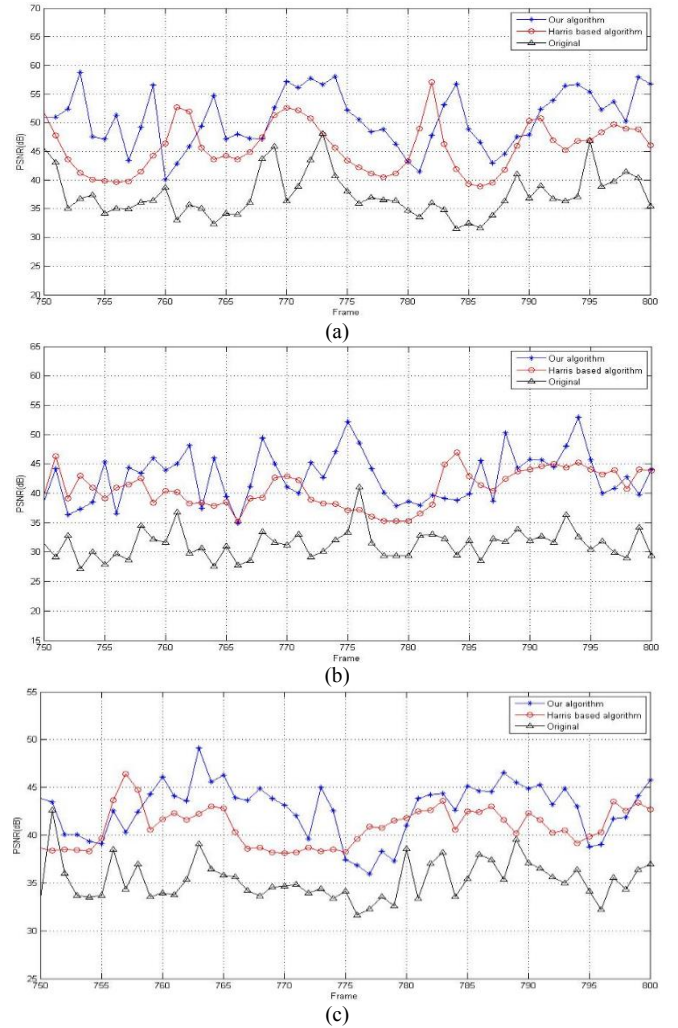 70
65
60
55
50
45
40
35
30
25
20
PSNR(dB)
Our algorithm
Harris based algorithm
Original
750 755 760 765 770 775 780 785 790 795 800
Frame
(a)
65
60
55
50
45
40
35
30
25
20
15
PSNR(dB)
Our algorithm
Harris based algorithm
Original
750 755 760 765 770 775 780 785 790 795 800
Frame
(b)
55
50
45
40
35
30
25
PSNR(dB)
Our algorithm
Harris based algorithm
Original
750 755 760 765 770 775 780 785 790 795 800
Frame
(c)